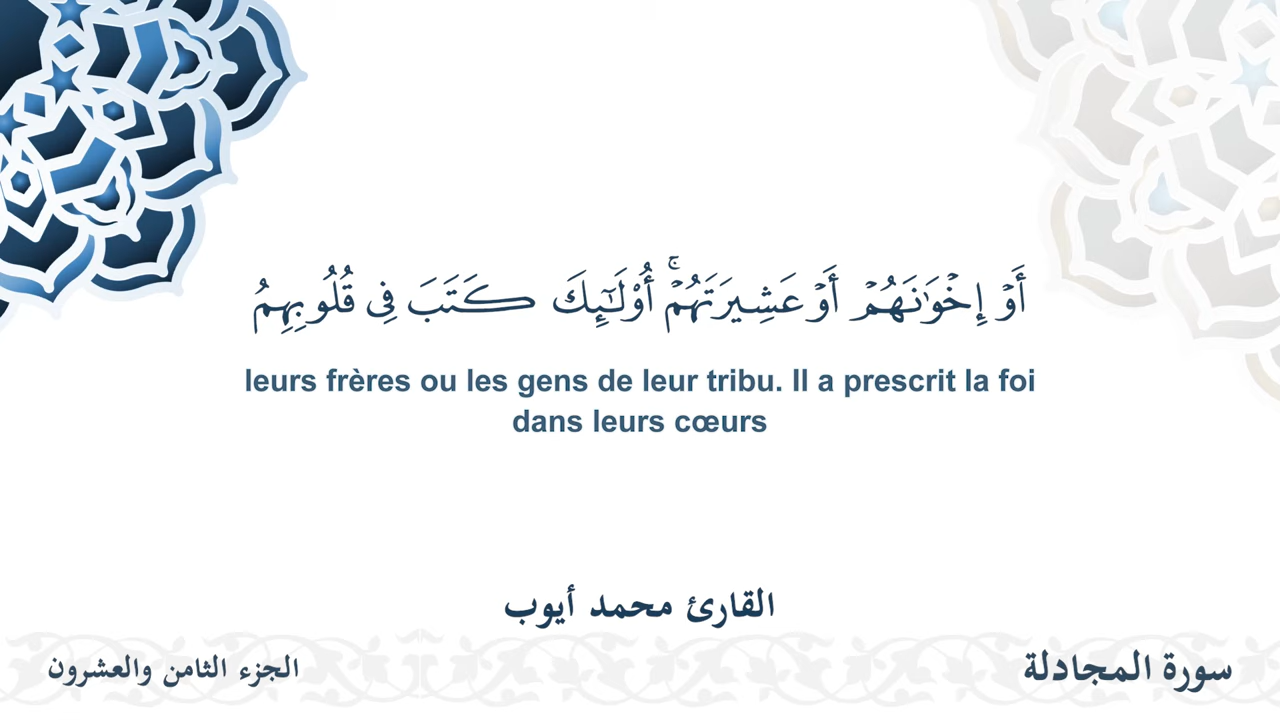 أَوۡ إِخۡوَٰنَهُمۡ أَوۡ عَشِيرَتَهُمۡۚ أُوْلَٰٓئِكَ كَتَبَ فِي قُلُوبِهِمُ
leurs frères ou les gens de leur tribu. Il a prescrit la foi
dans leurs cœurs
القارئ محمد أيوب
سورة المجادلة
الجزء الثامن والعشرون